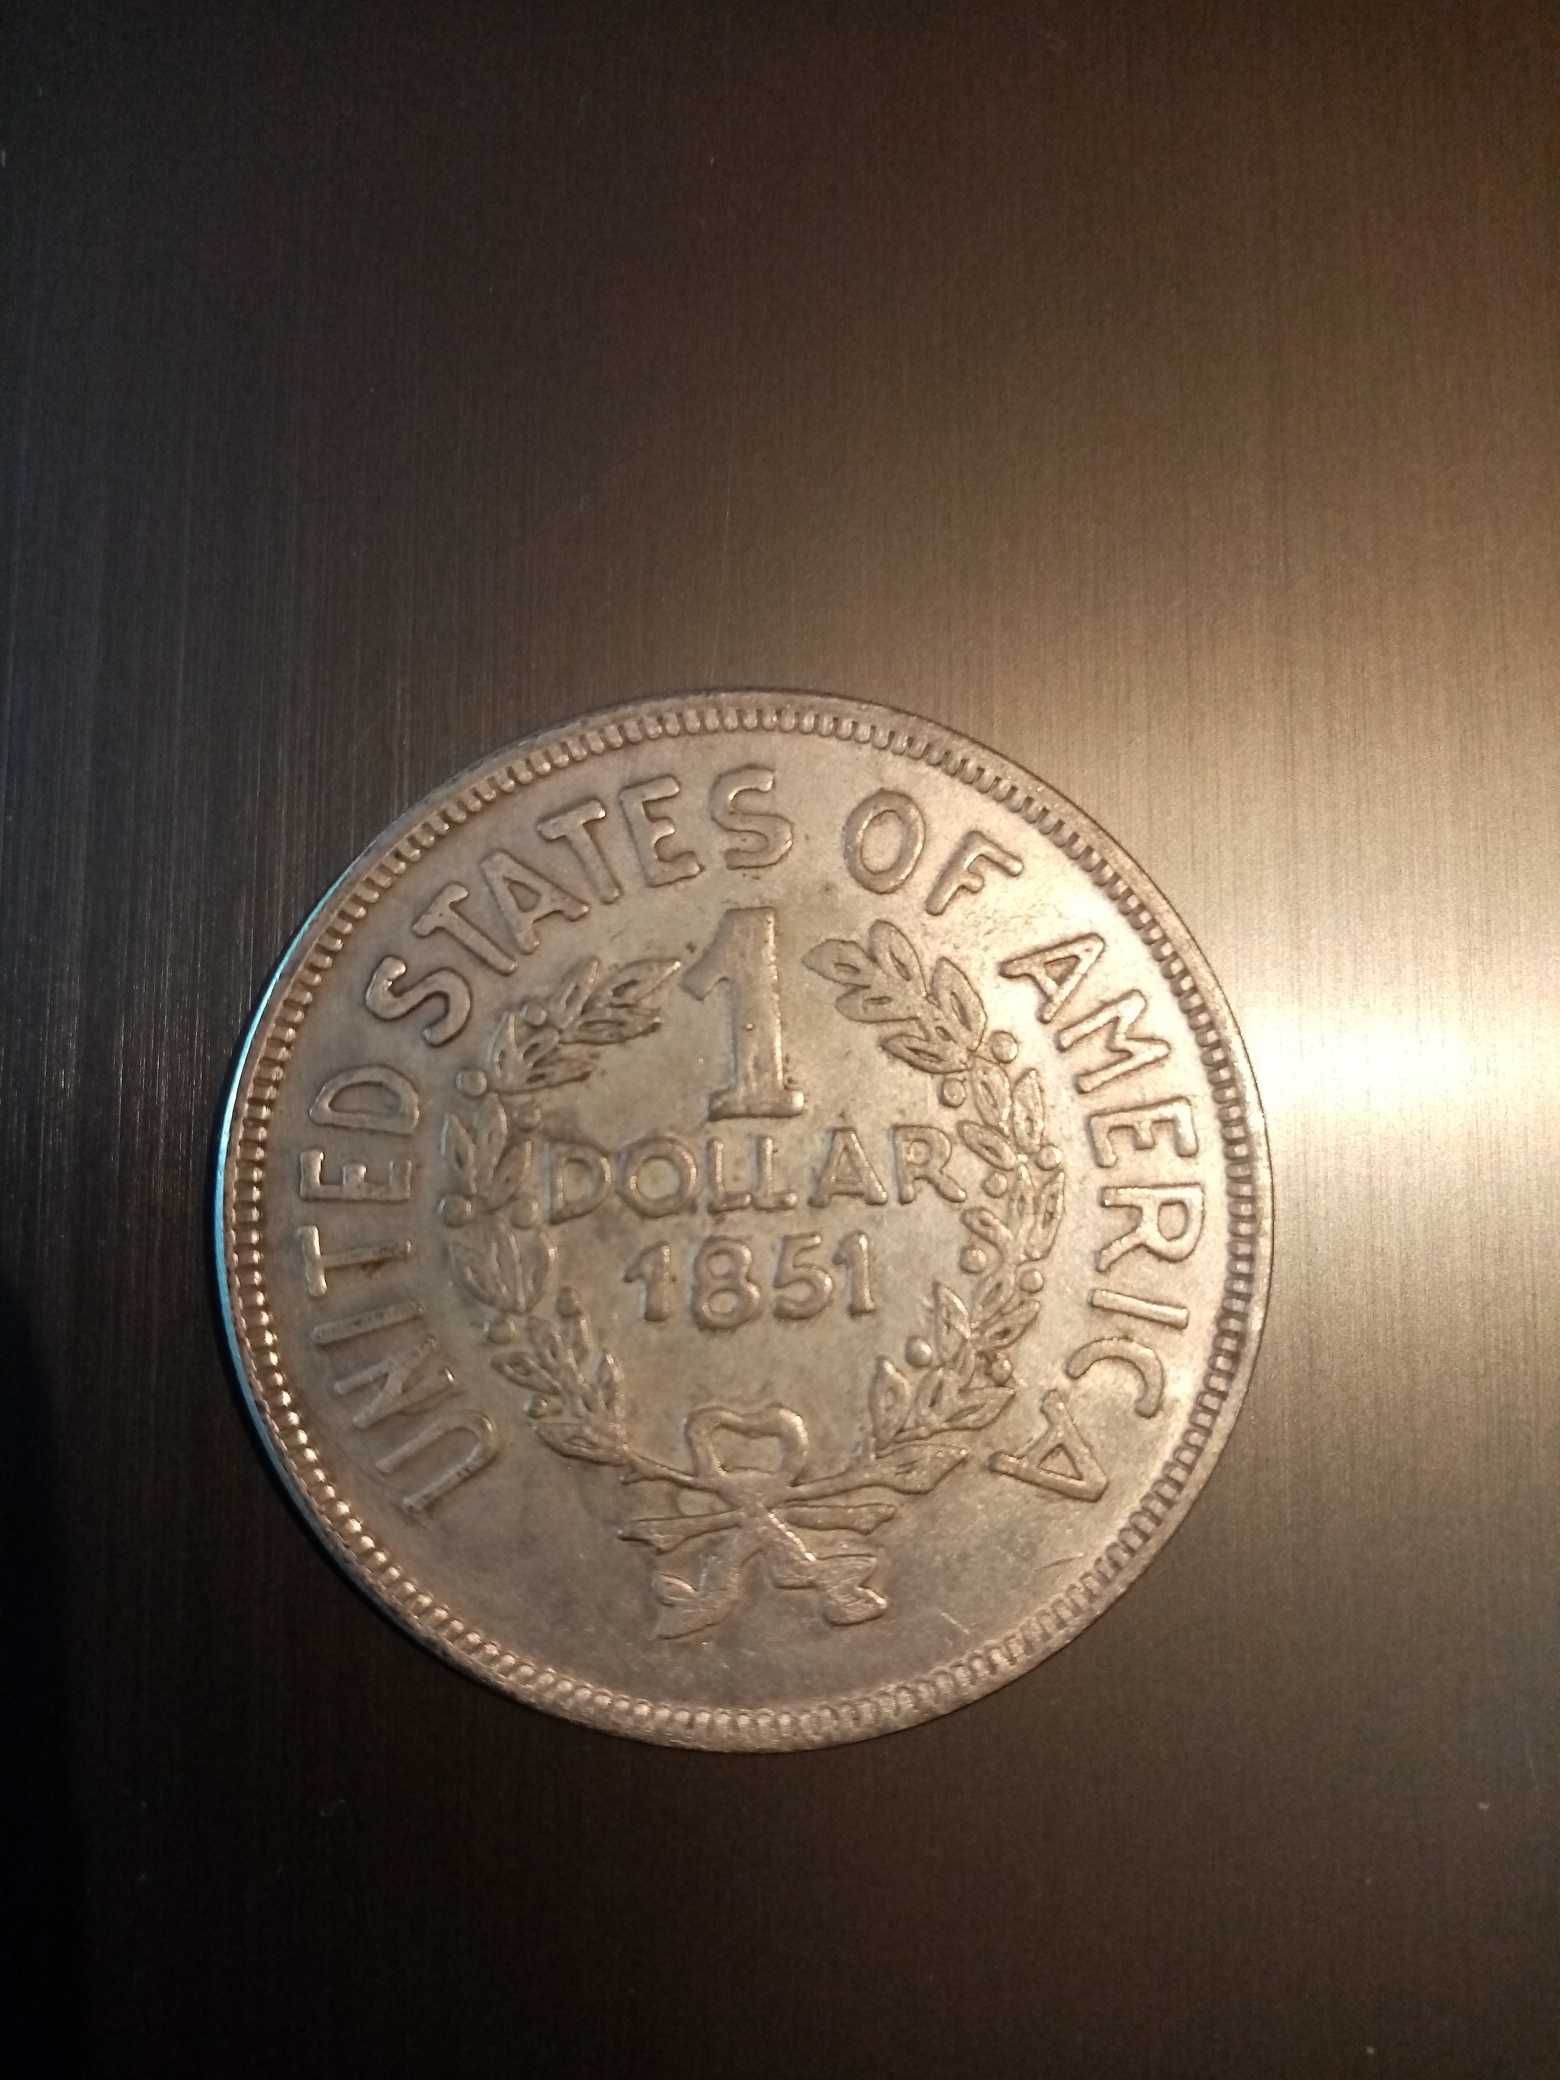 UNITED STATES OF AMERICA
1
DOLLAR
1851